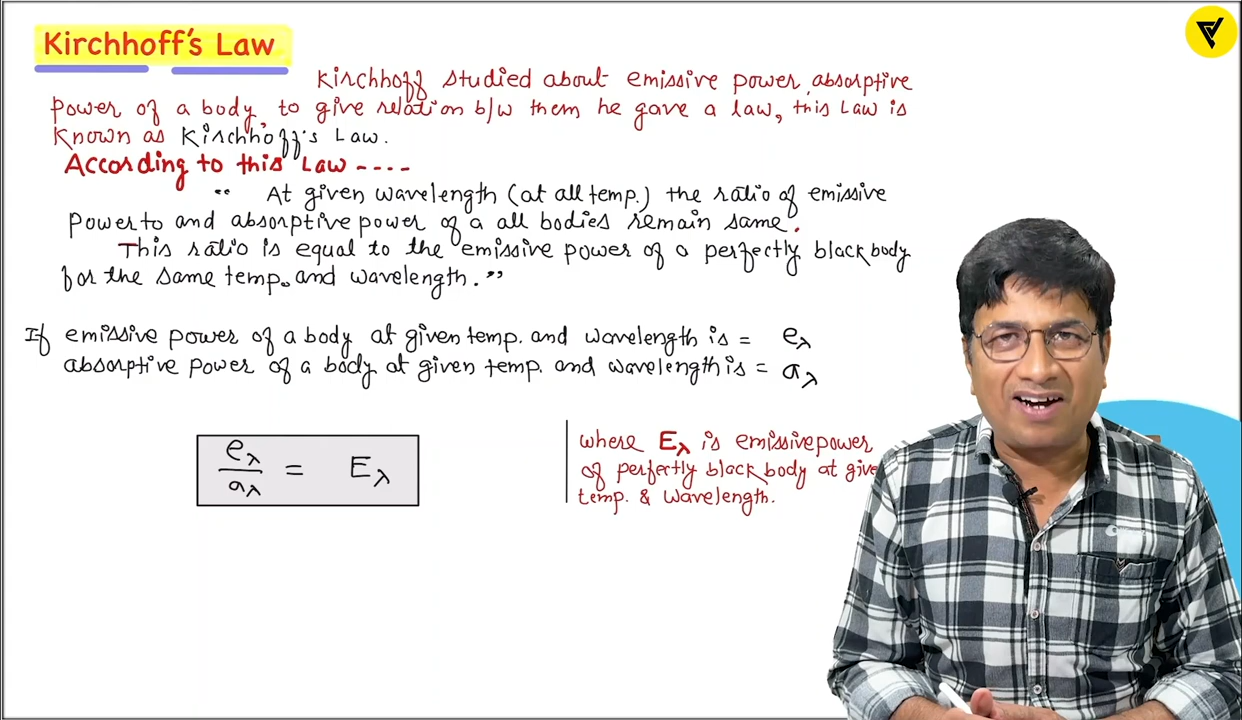 Kirchhoff's Law
Kirchhoff studied about emissive power, absorptive
power of a body, to give relation b/w them he gave a law, this Law is
known as Kirchhoff's Law.
According to this Law ----
" At given wavelength (at all temp.) the ratio of emissive
power to and absorptive power of a all bodies remain same.
This ratio is equal to the emissive power of a perfectly black body
for the same temp. and wavelength. "
If emissive power of a body at given temp. and wavelength is = eλ
absorptive power of a body at given temp. and wavelength is = aλ
eλ/aλ = Eλ
where Eλ is emissive power
of perfectly black body at give
temp. & wavelength.